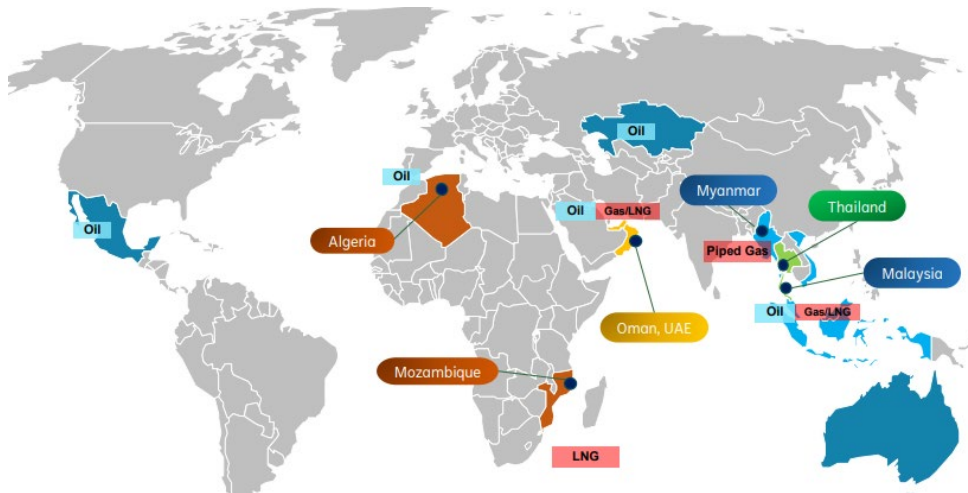 Oil
Oil
Myanmar
Oil
Thailand
Oil
Gas/LNG
Algeria
Piped Gas
Malaysia
Oil
Gas/LNG
Oman, UAE
Mozambique
LNG